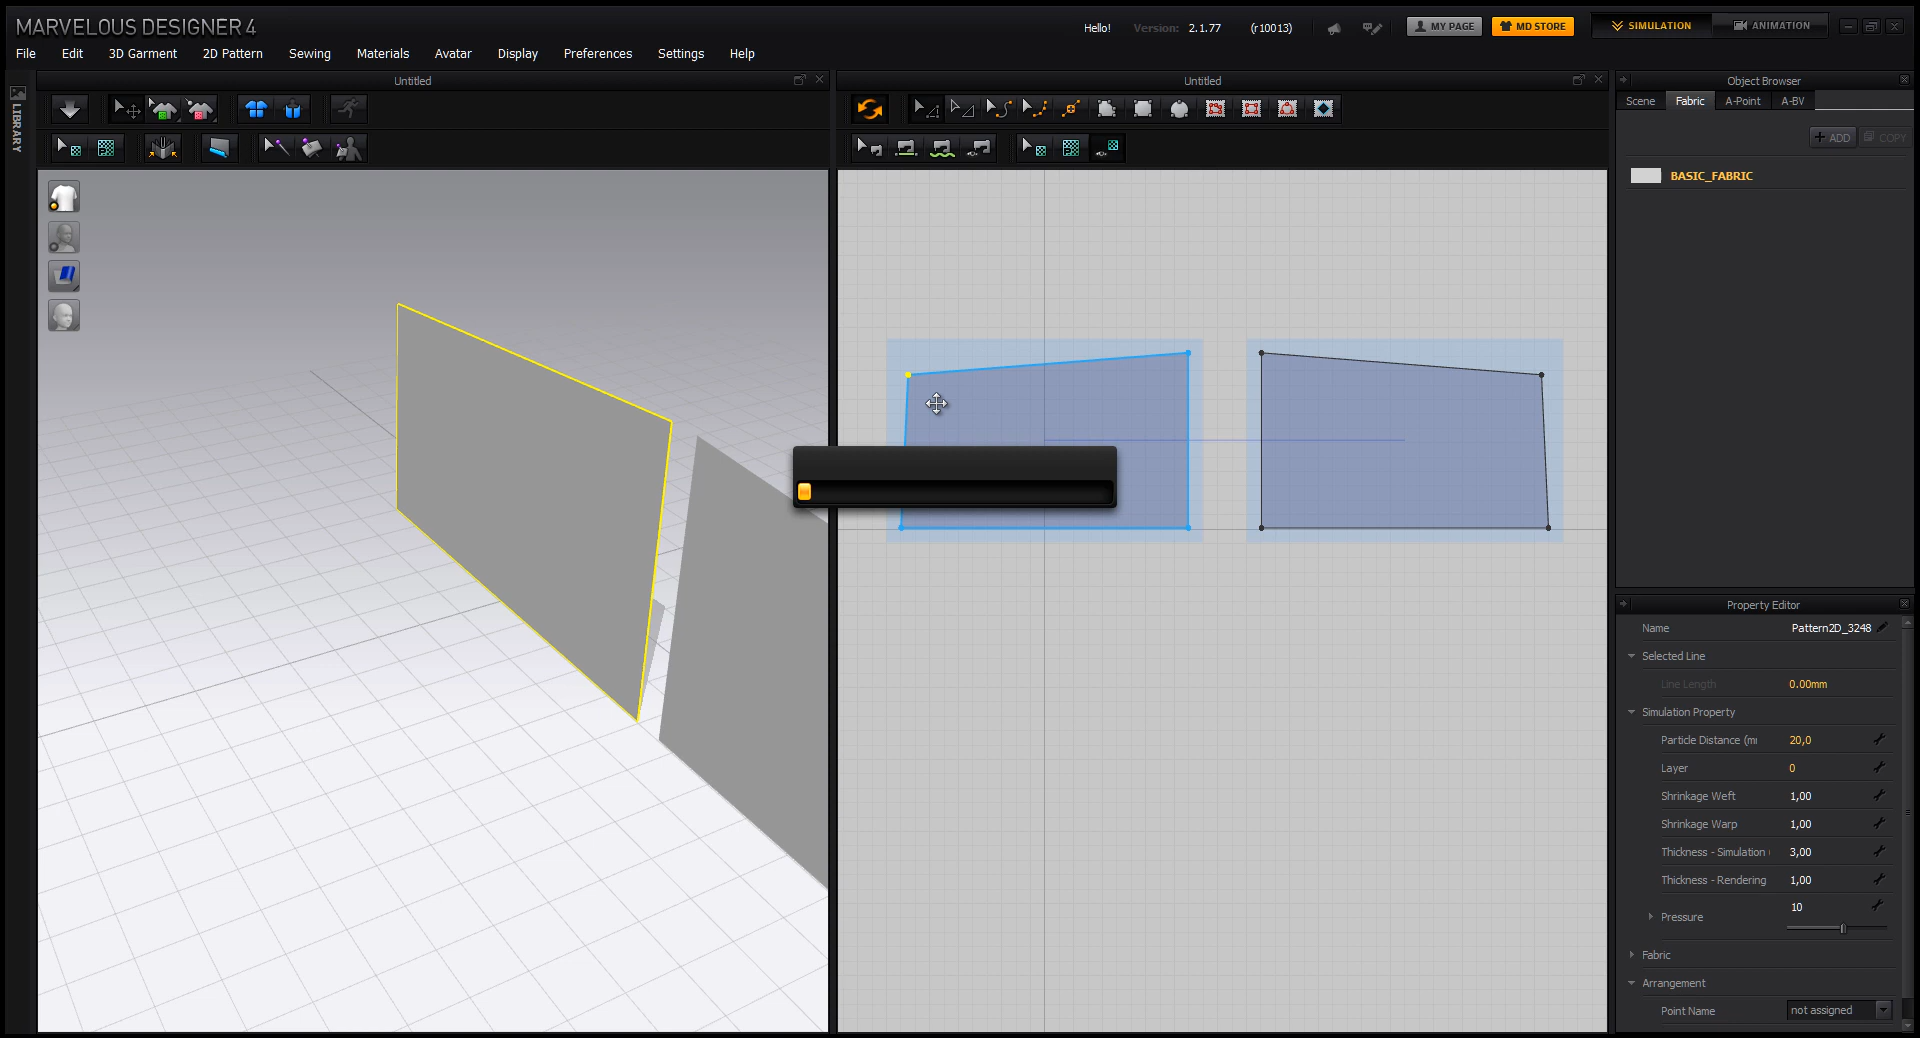 MARVELOUS DESIGNER 4
Hello!
Version: 2.1.77 (r10013)
MY PAGE
MD STORE
SIMULATION
ANIMATION
File Edit 3D Garment 2D Pattern Sewing Materials Avatar Display Preferences Settings Help
LIBRARY
Untitled
Untitled
Object Browser
Scene Fabric A-Point A-BV
+ ADD COPY
BASIC_FABRIC
Property Editor
Name Pattern2D_3248
Selected Line
Line Length 0.00mm
Simulation Property
Particle Distance (m 20,0
Layer 0
Shrinkage Weft 1,00
Shrinkage Warp 1,00
Thickness - Simulation 3,00
Thickness - Rendering 1,00
Pressure 10
Fabric
Arrangement
Point Name not assigned